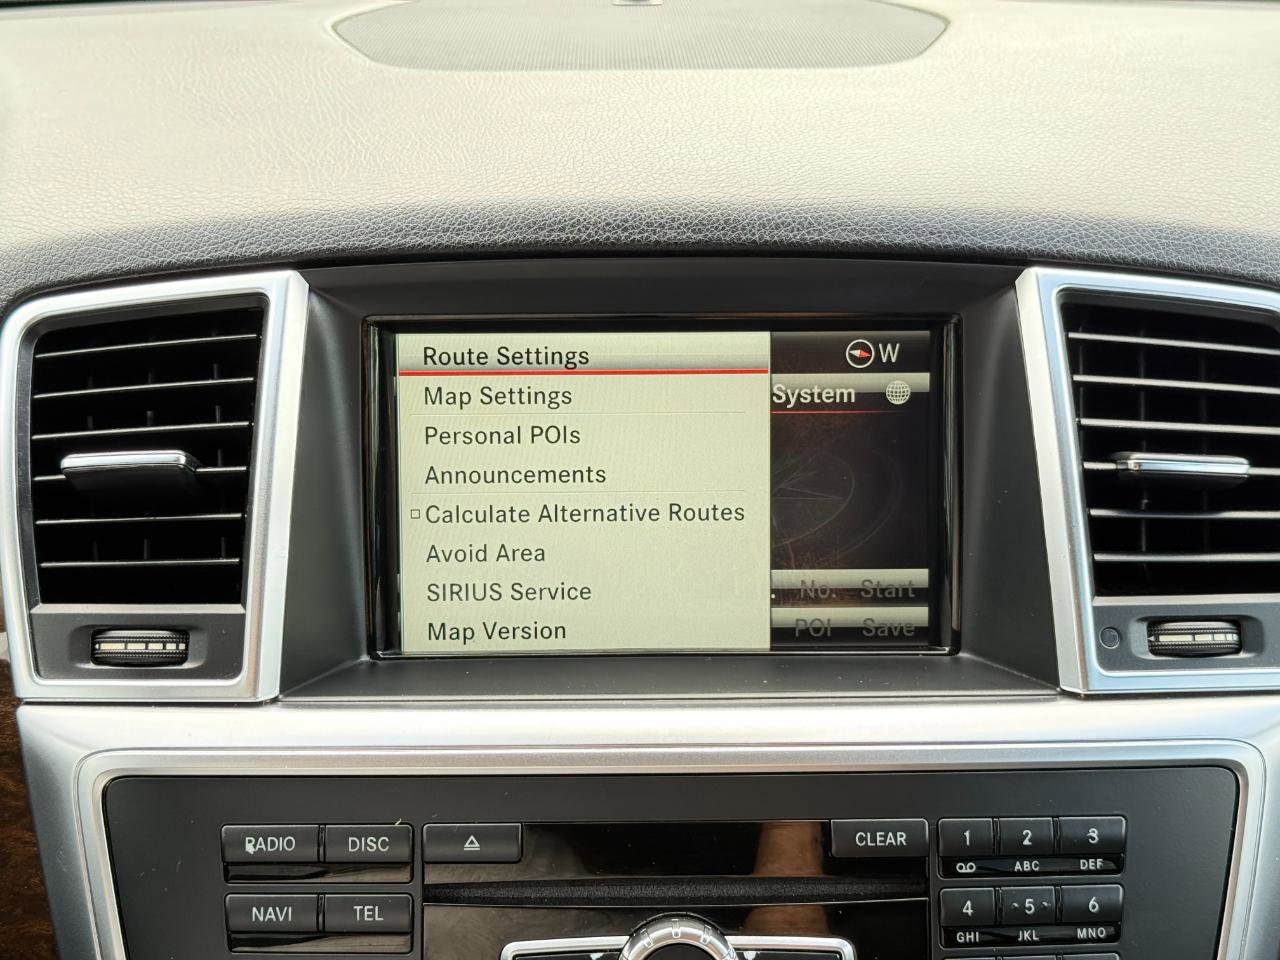 Route Settings
W
Map Settings
System
Personal POIs
Announcements
Calculate Alternative Routes
Avoid Area
SIRIUS Service
No. Start
Map Version
POI Save
RADIO DISC
CLEAR
1 2 3
ABC DEF
NAVI TEL
4 5 6
GHI JKL MNO